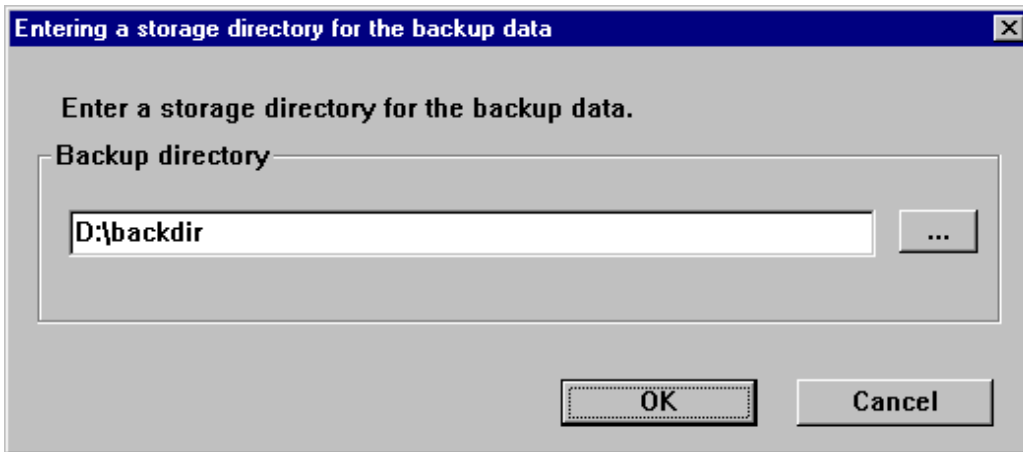 Entering a storage directory for the backup data
Enter a storage directory for the backup data.
Backup directory
D:\backdir
...
OK
Cancel